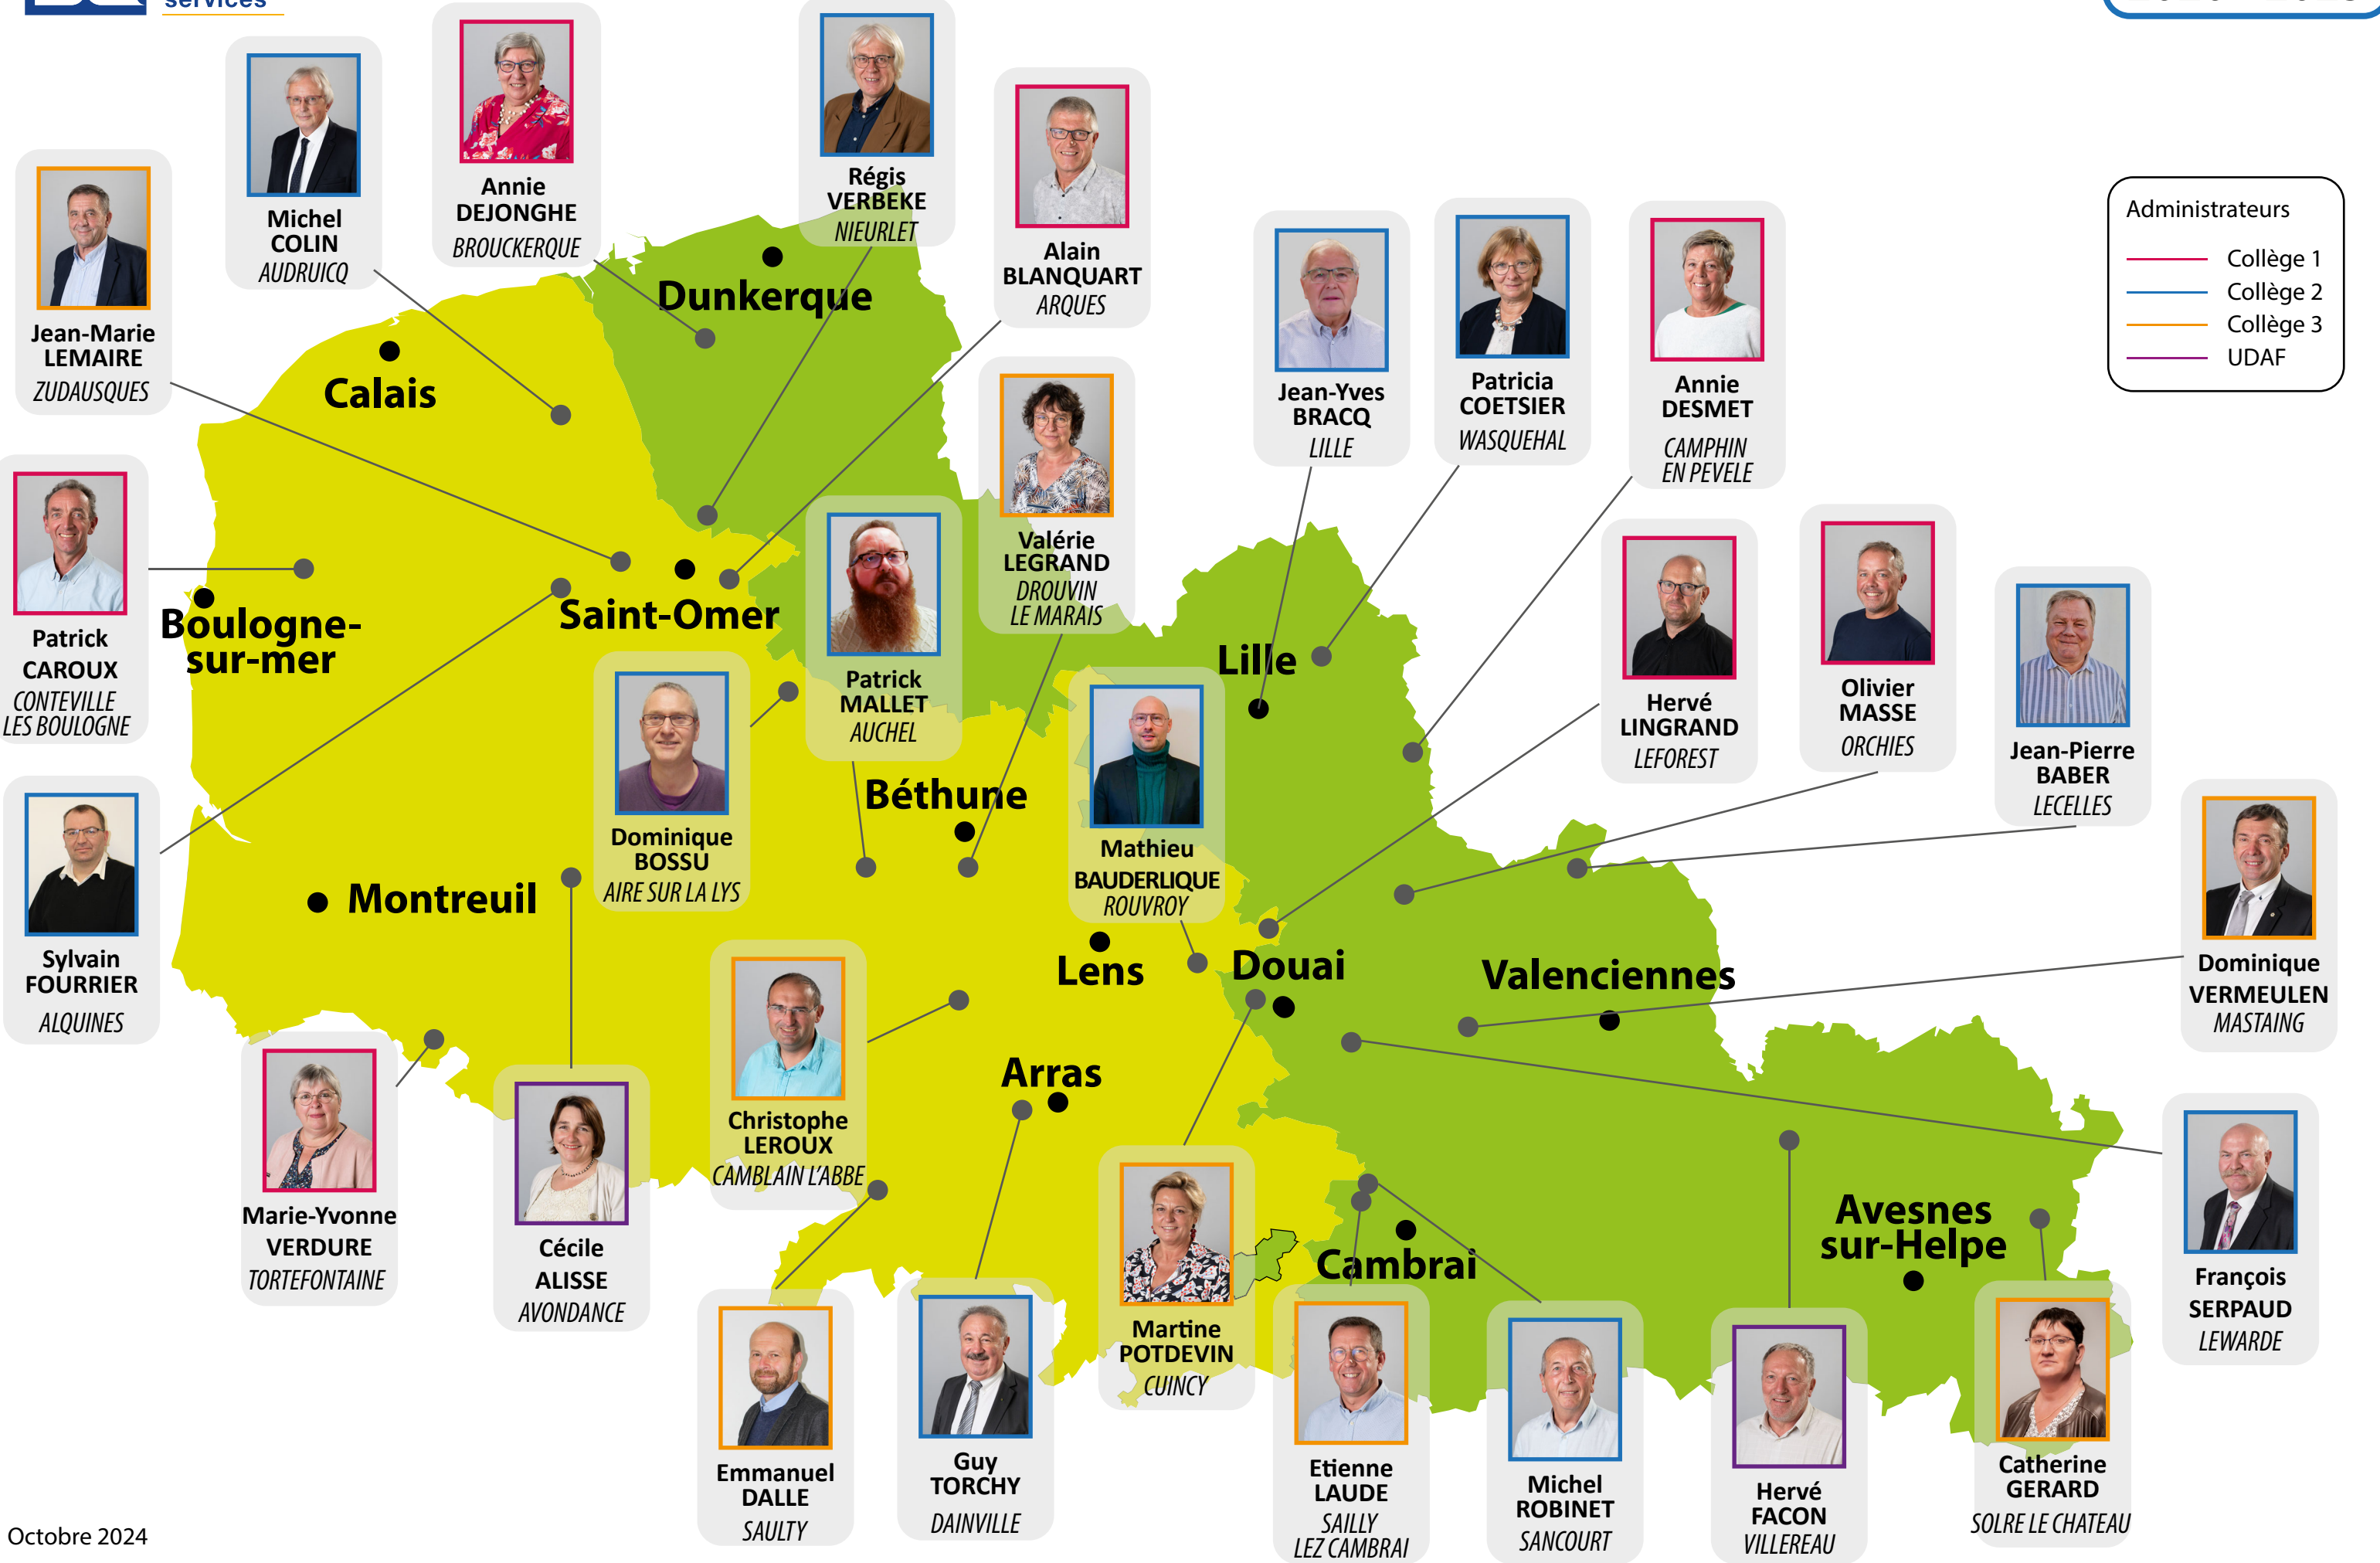 services
Michel
COLIN
AUDRUICQ
Annie
DEJONGHE
BROUCKERQUE
Régis
VERBEKE
NIEURLET
Alain
BLANQUART
ARQUES
Jean-Marie
LEMAIRE
ZUDAUSQUES
Jean-Yves
BRACQ
LILLE
Patricia
COETSIER
WASQUEHAL
Annie
DESMET
CAMPHIN
EN PEVELE
Administrateurs
Collège 1
Collège 2
Collège 3
UDAF
Dunkerque
Calais
Patrick
CAROUX
CONTEVILLE
LES BOULOGNE
Boulogne-
sur-mer
Saint-Omer
Valérie
LEGRAND
DROUVIN
LE MARAIS
Patrick
MALLET
AUCHEL
Lille
Hervé
LINGRAND
LEFOREST
Olivier
MASSE
ORCHIES
Jean-Pierre
BABER
LECELLES
Dominique
BOSSU
AIRE SUR LA LYS
Béthune
Mathieu
BAUDERLIQUE
ROUVROY
Sylvain
FOURRIER
ALQUINES
Montreuil
Lens
Douai
Valenciennes
Dominique
VERMEULEN
MASTAING
Marie-Yvonne
VERDURE
TORTEFONTAINE
Cécile
ALISSE
AVONDANCE
Christophe
LEROUX
CAMBLAIN L'ABBE
Arras
Martine
POTDEVIN
CUINCY
Cambrai
Avesnes
sur-Helpe
François
SERPAUD
LEWARDE
Emmanuel
DALLE
SAULTY
Guy
TORCHY
DAINVILLE
Etienne
LAUDE
SAILLY
LEZ CAMBRAI
Michel
ROBINET
SANCOURT
Hervé
FACON
VILLEREAU
Catherine
GERARD
SOLRE LE CHATEAU
Octobre 2024